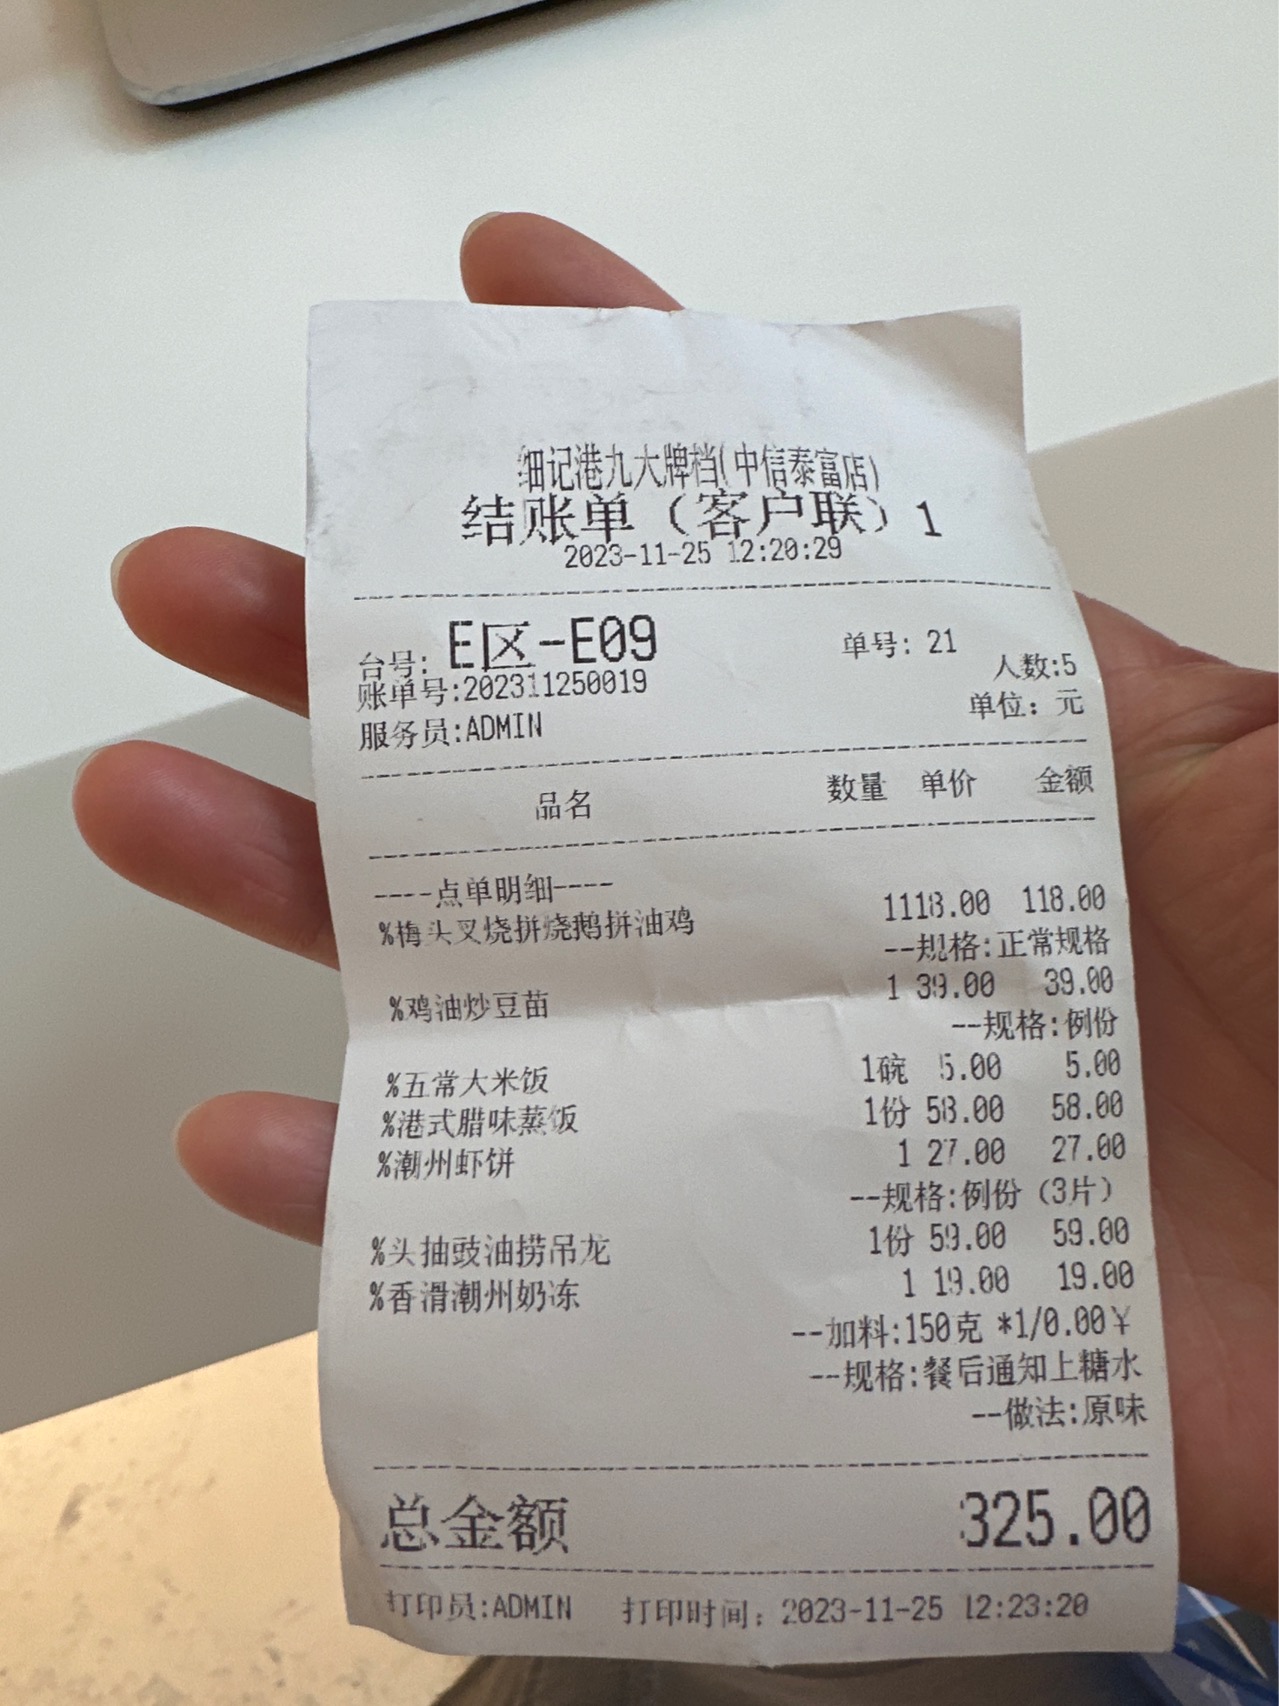 细记港九大牌档(中信泰富店)
结账单（客户联）1
2023-11-25 12:20:29
台号: E区-E09 单号: 21
账单号:202311250019 人数:5
服务员:ADMIN 单位: 元
品名 数量 单价 金额
----点单明细----
%梅头叉烧拼烧鹅拼油鸡 1118.00 118.00
--规格:正常规格
%鸡油炒豆苗 1 39.00 39.00
--规格:例份
%五常大米饭 1碗 5.00 5.00
%港式腊味蒸饭 1份 58.00 58.00
%潮州虾饼 1 27.00 27.00
--规格:例份（3片）
%头抽豉油捞吊龙 1份 59.00 59.00
%香滑潮州奶冻 1 19.00 19.00
--加料:150克 *1/0.00￥
--规格:餐后通知上糖水
--做法:原味
总金额 325.00
打印员:ADMIN 打印时间: 2023-11-25 12:23:20